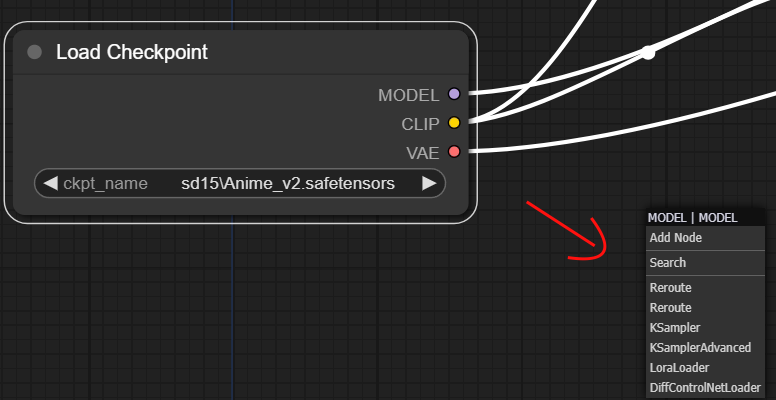 Load Checkpoint
MODEL
CLIP
VAE
ckpt_name sd15\Anime_v2.safetensors
MODEL | MODEL
Add Node
Search
Reroute
Reroute
KSampler
KSamplerAdvanced
LoraLoader
DiffControlNetLoader